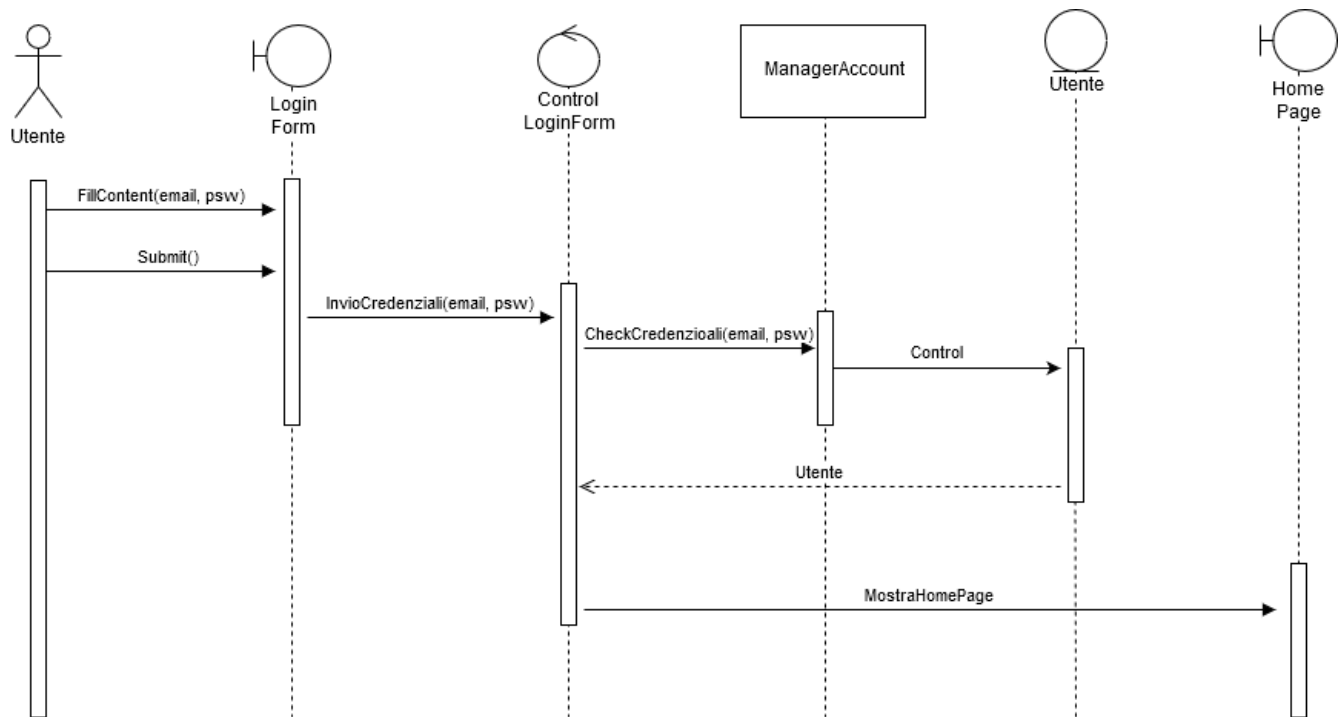 Utente
Login
Form
Control
LoginForm
ManagerAccount
Utente
Home
Page
FillContent(email, psw)
Submit()
InvioCredenziali(email, psw)
CheckCredenzioali(email, psw)
Control
Utente
MostraHomePage